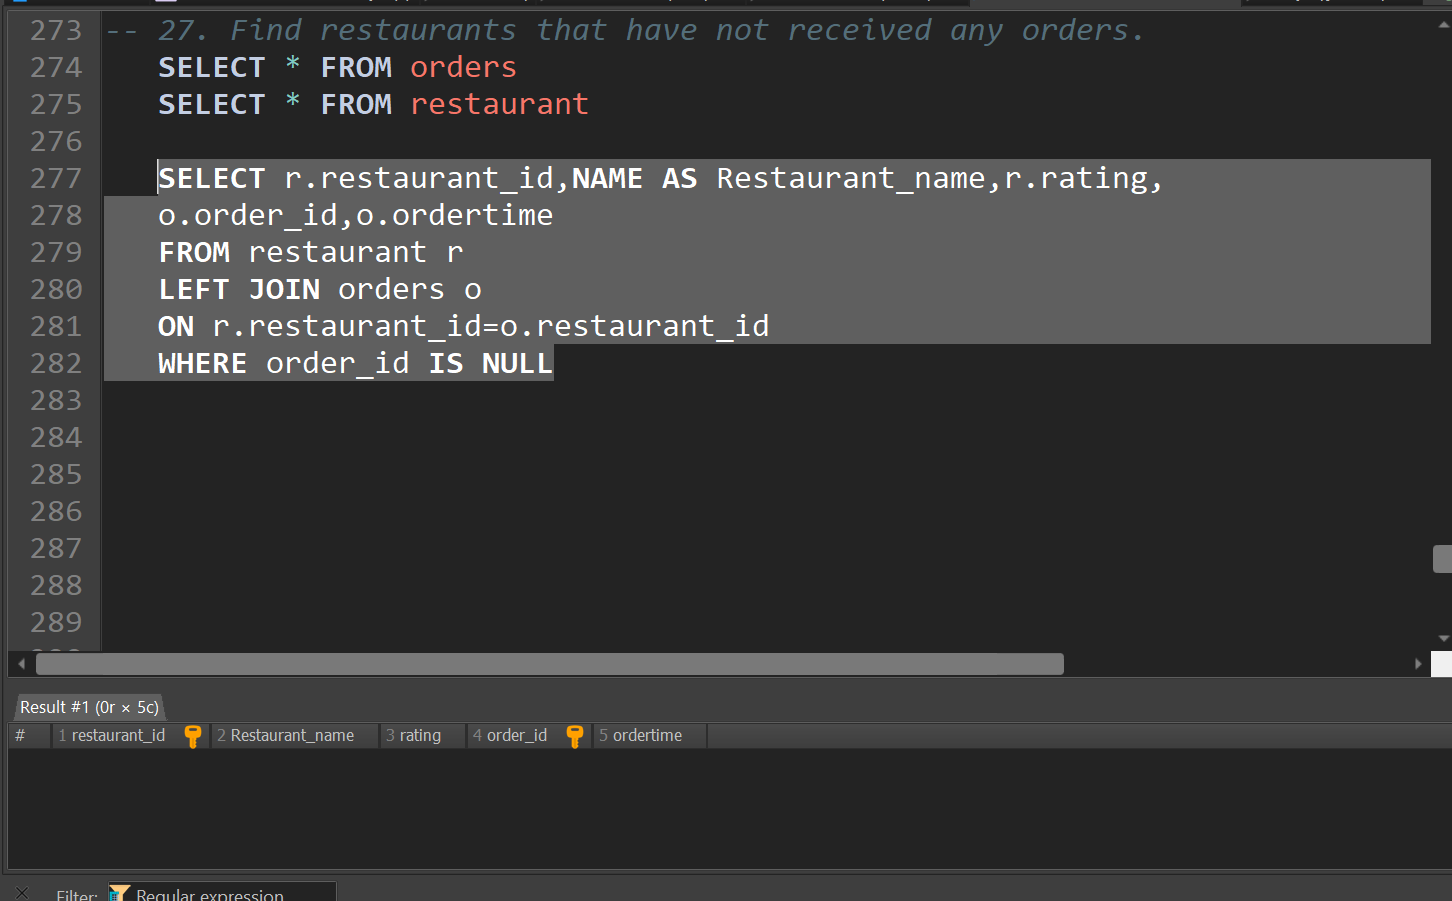 273 -- 27. Find restaurants that have not received any orders.
274 SELECT * FROM orders
275 SELECT * FROM restaurant
276
277 SELECT r.restaurant_id,NAME AS Restaurant_name,r.rating,
278 o.order_id,o.ordertime
279 FROM restaurant r
280 LEFT JOIN orders o
281 ON r.restaurant_id=o.restaurant_id
282 WHERE order_id IS NULL
283
284
285
286
287
288
289
Result #1 (0r × 5c)
# 1 restaurant_id 2 Restaurant_name 3 rating 4 order_id 5 ordertime
Filter: Regular expression